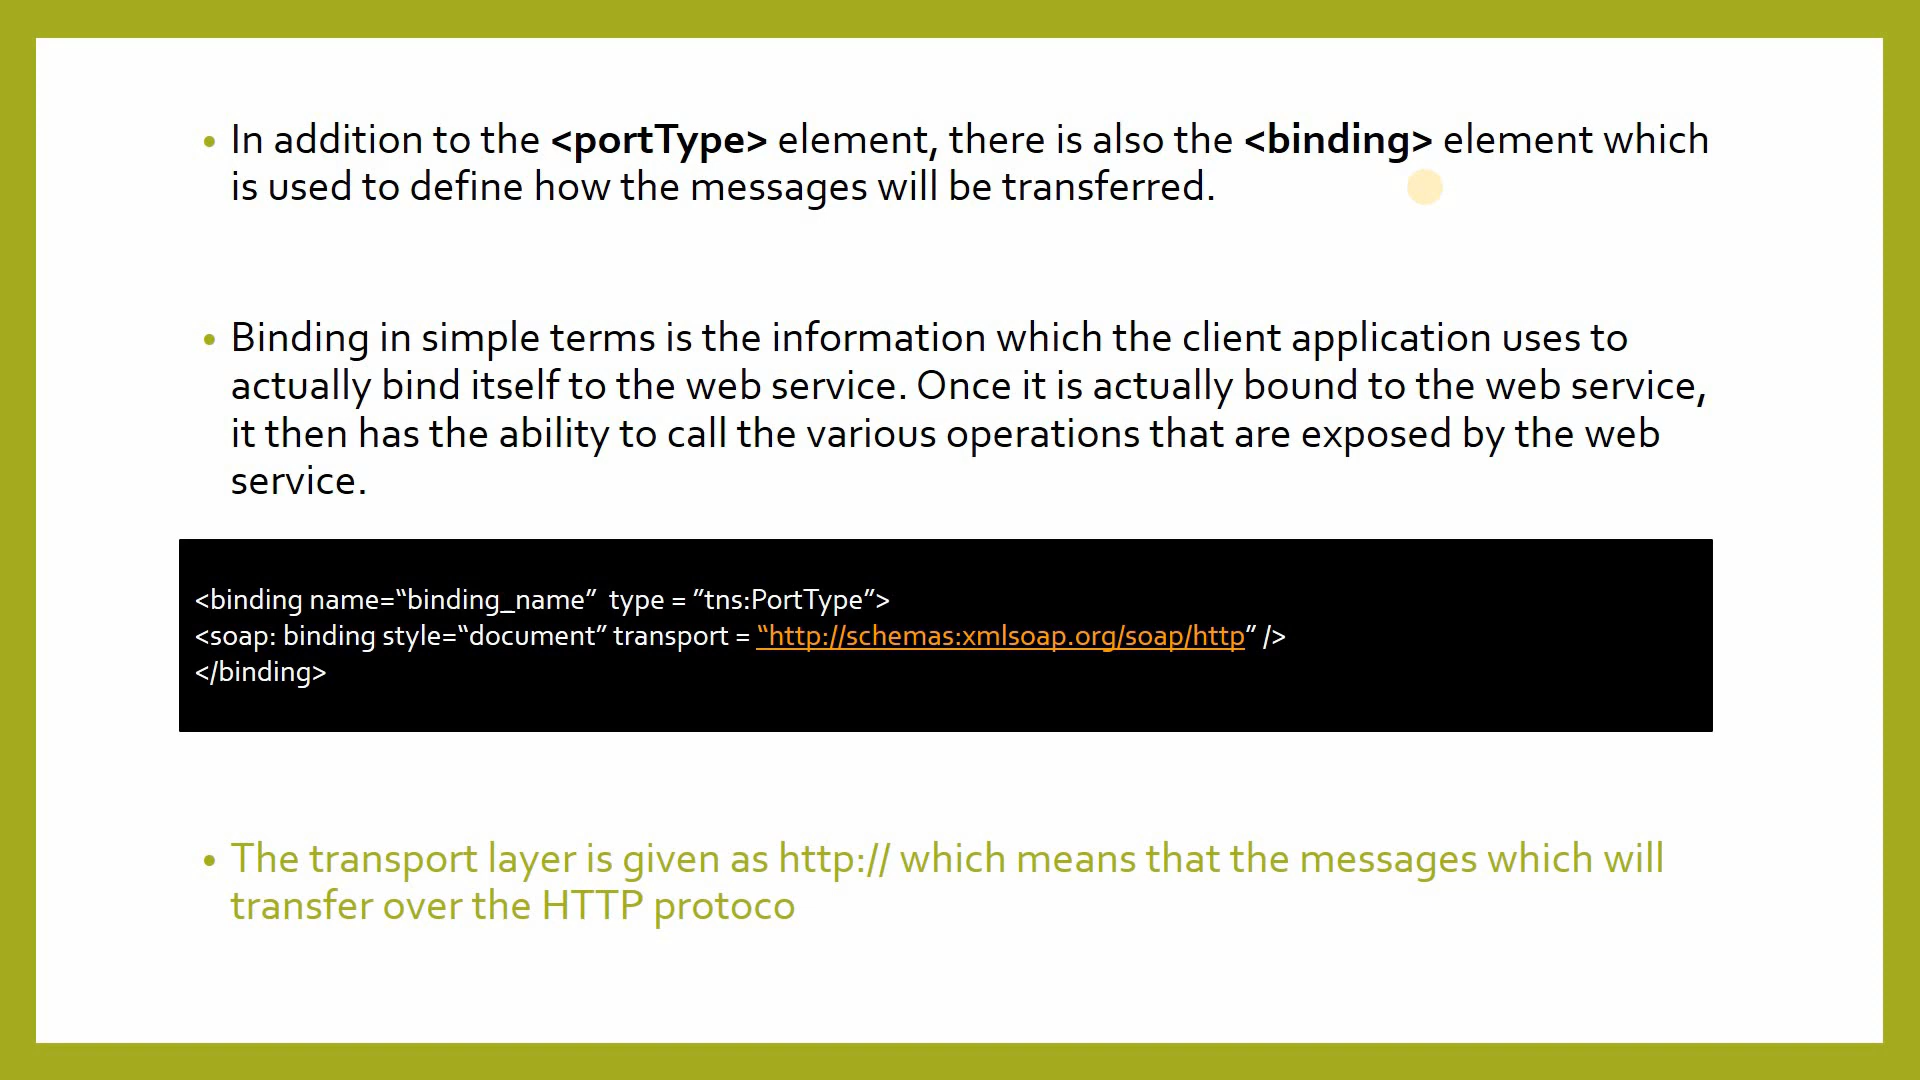 • In addition to the <portType> element, there is also the <binding> element which
is used to define how the messages will be transferred.
• Binding in simple terms is the information which the client application uses to
actually bind itself to the web service. Once it is actually bound to the web service,
it then has the ability to call the various operations that are exposed by the web
service.
<binding name=“binding_name”  type = ”tns:PortType”>
<soap: binding style=“document” transport = “http://schemas:xmlsoap.org/soap/http” />
</binding>
• The transport layer is given as http:// which means that the messages which will
transfer over the HTTP protoco